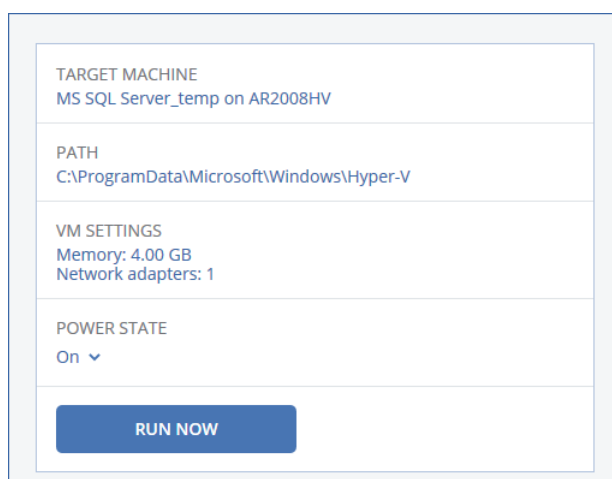 TARGET MACHINE
MS SQL Server_temp on AR2008HV
PATH
C:\ProgramData\Microsoft\Windows\Hyper-V
VM SETTINGS
Memory: 4.00 GB
Network adapters: 1
POWER STATE
On
RUN NOW